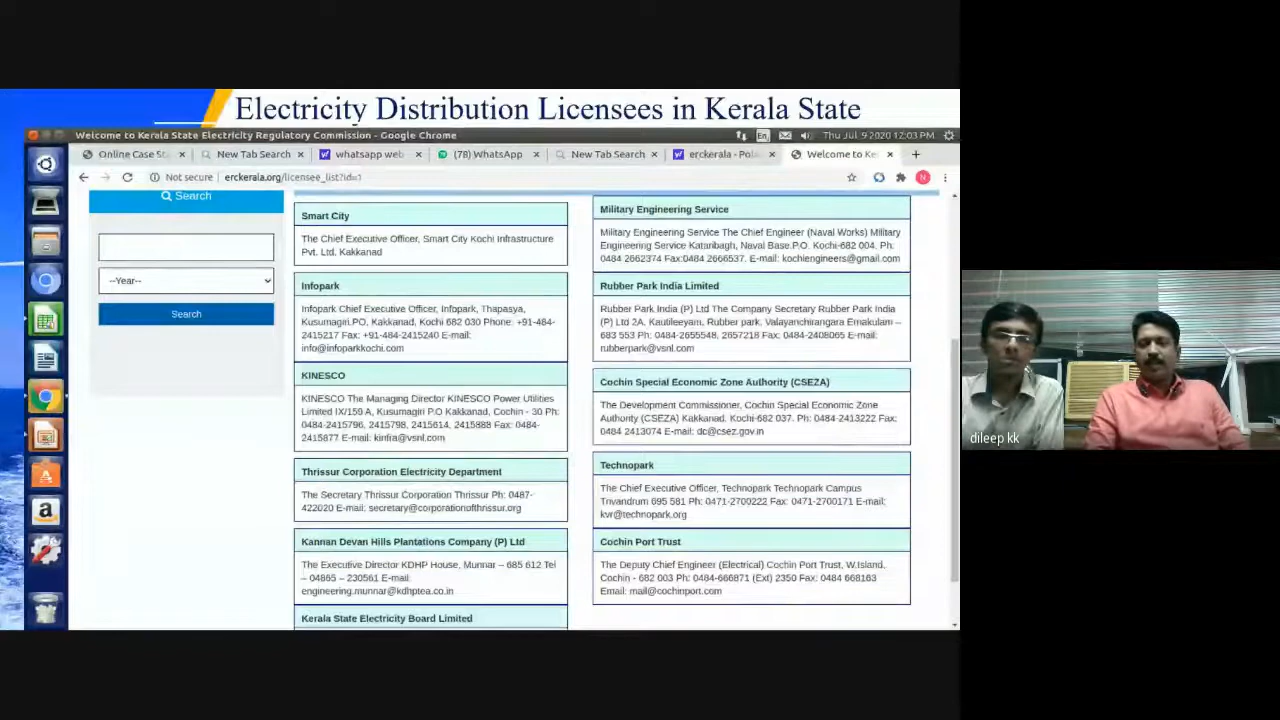 Electricity Distribution Licensees in Kerala State
Welcome to Kerala State Electricity Regulatory Commission - Google Chrome
En
Thu Jul 9 2020 12:03 PM
Online Case St
New Tab Search
whatsapp web
(78) WhatsApp
New Tab Search
erckerala - Pola
Welcome to Ker
Not secure
erckerala.org/licensee_list?id=1
N
Search
--Year--
Search
Smart City
The Chief Executive Officer, Smart City Kochi Infrastructure
Pvt. Ltd. Kakkanad
Infopark
Infopark Chief Executive Officer, Infopark, Thapasya,
Kusumagiri.PO, Kakkanad, Kochi 682 030 Phone: +91-484-
2415217 Fax: +91-484-2415240 E-mail:
info@infoparkkochi.com
KINESCO
KINESCO The Managing Director KINESCO Power Utilities
Limited IX/159 A, Kusumagiri P.O Kakkanad, Cochin - 30 Ph:
0484-2415796, 2415798, 2415614, 2415888 Fax: 0484-
2415877 E-mail: kinfra@vsnl.com
Thrissur Corporation Electricity Department
The Secretary Thrissur Corporation Thrissur Ph: 0487-
422020 E-mail: secretary@corporationofthrissur.org
Kannan Devan Hills Plantations Company (P) Ltd
The Executive Director KDHP House, Munnar – 685 612 Tel
– 04865 – 230561 E-mail
engineering.munnar@kdhptea.co.in
Kerala State Electricity Board Limited
Military Engineering Service
Military Engineering Service The Chief Engineer (Naval Works) Military
Engineering Service Kataribagh, Naval Base.P.O. Kochi-682 004. Ph:
0484 2662374 Fax:0484 2666537. E-mail: kochiengineers@gmail.com
Rubber Park India Limited
Rubber Park India (P) Ltd The Company Secretary Rubber Park India
(P) Ltd 2A, Kautileeyam, Rubber park, Valayanchirangara Ernakulam –
683 553 Ph: 0484-2655548, 2657218 Fax: 0484-2408065 E-mail:
rubberpark@vsnl.com
Cochin Special Economic Zone Authority (CSEZA)
The Development Commissioner, Cochin Special Economic Zone
Authority (CSEZA) Kakkanad. Kochi-682 037. Ph: 0484-2413222 Fax:
0484 2413074 E-mail: dc@csez.gov.in
Technopark
The Chief Executive Officer, Technopark Technopark Campus
Trivandrum 695 581 Ph: 0471-2700222 Fax: 0471-2700171 E-mail:
kvr@technopark.org
Cochin Port Trust
The Deputy Chief Engineer (Electrical) Cochin Port Trust, W.Island.
Cochin - 682 003 Ph: 0484-666871 (Ext) 2350 Fax: 0484 668163
Email: mail@cochinport.com
dileep kk